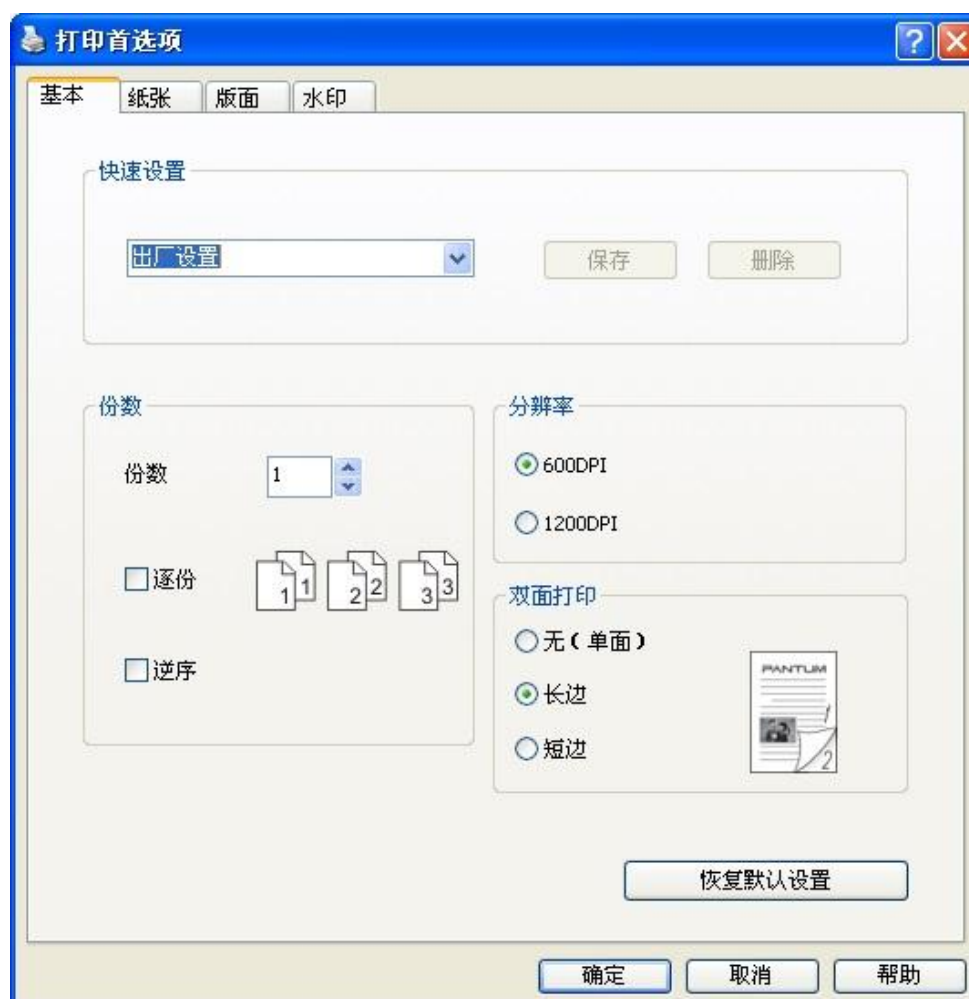 打印首选项
基本 纸张 版面 水印
快速设置
出厂设置 保存 删除
份数
份数 1
逐份 1 1 2 2 3 3
逆序
分辨率
600DPI
1200DPI
双面打印
无(单面)
长边
短边
PANTUM
1
2
恢复默认设置
确定 取消 帮助